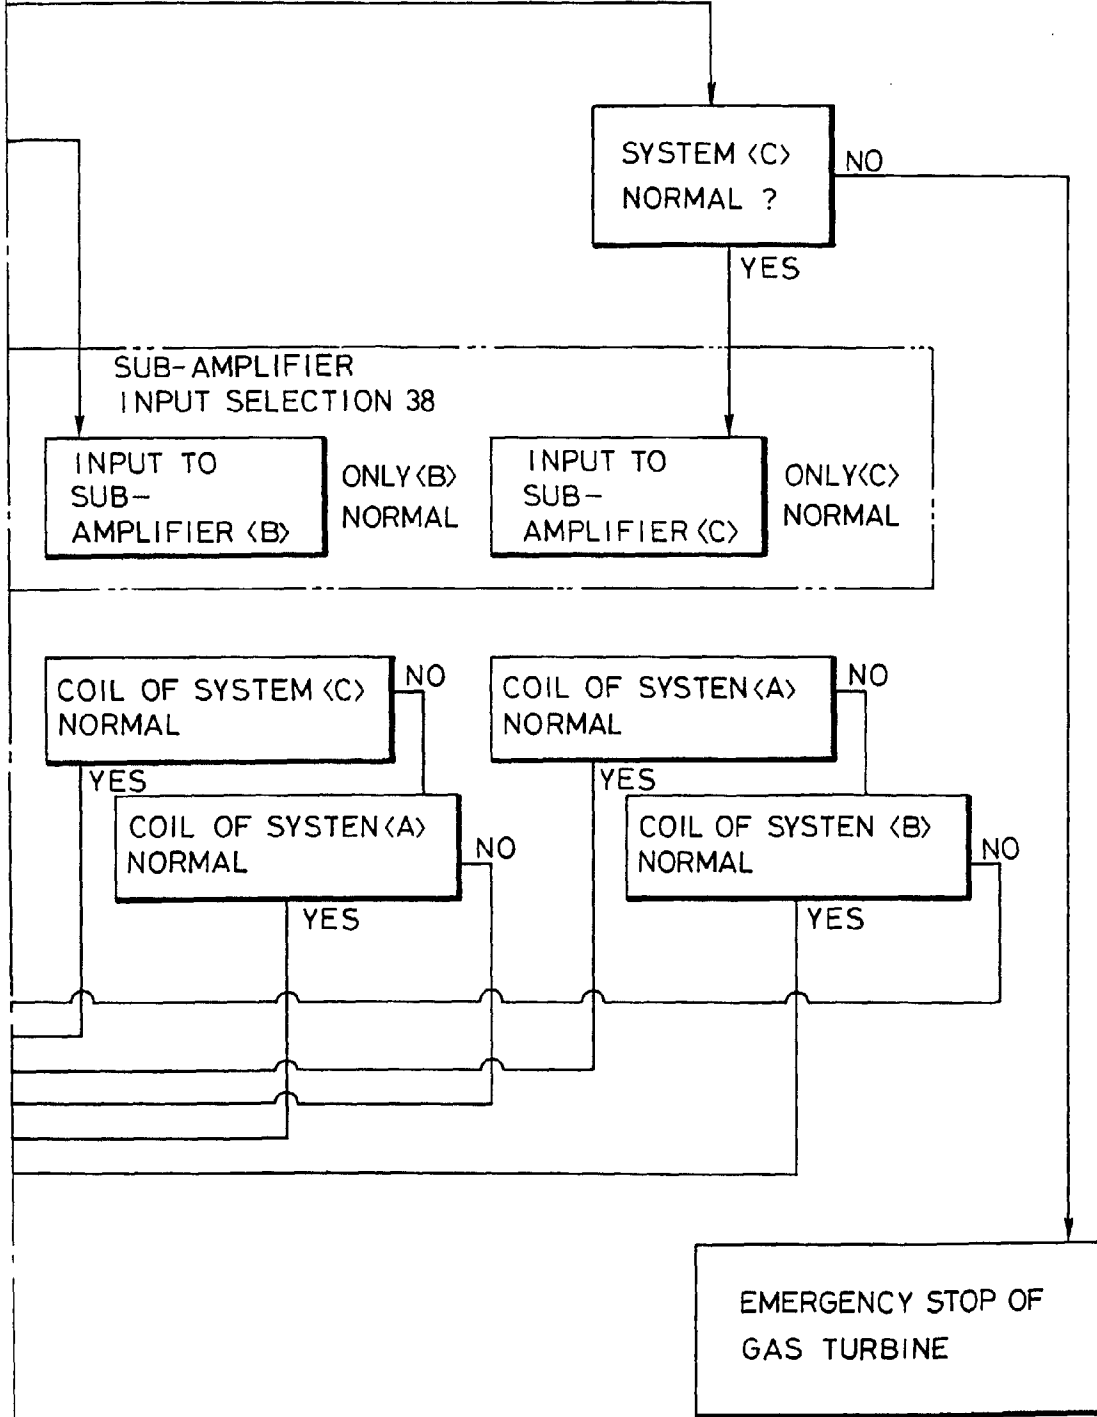 SYSTEM <C>
NORMAL ?
NO
YES
SUB-AMPLIFIER
INPUT SELECTION 38
INPUT TO
SUB-
AMPLIFIER <B>
ONLY<B>
NORMAL
INPUT TO
SUB-
AMPLIFIER <C>
ONLY<C>
NORMAL
COIL OF SYSTEM <C>
NORMAL
NO
YES
COIL OF SYSTEN<A>
NORMAL
NO
YES
COIL OF SYSTEN<A>
NORMAL
NO
YES
COIL OF SYSTEN <B>
NORMAL
NO
YES
EMERGENCY STOP OF
GAS TURBINE